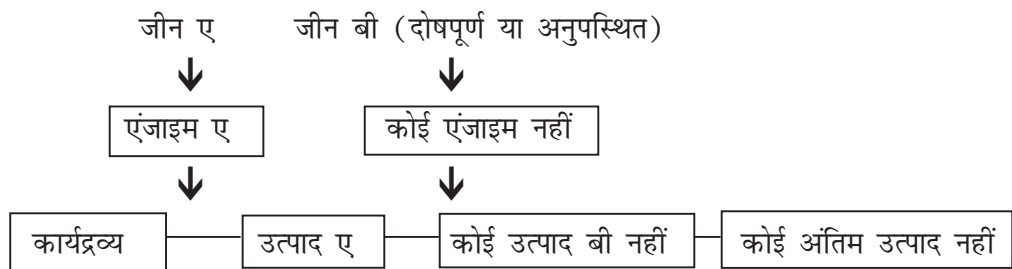 जीन ए जीन बी (दोषपूर्ण या अनुपस्थित)
एंजाइम ए कोई एंजाइम नहीं
कार्यद्रव्य उत्पाद ए कोई उत्पाद बी नहीं कोई अंतिम उत्पाद नहीं